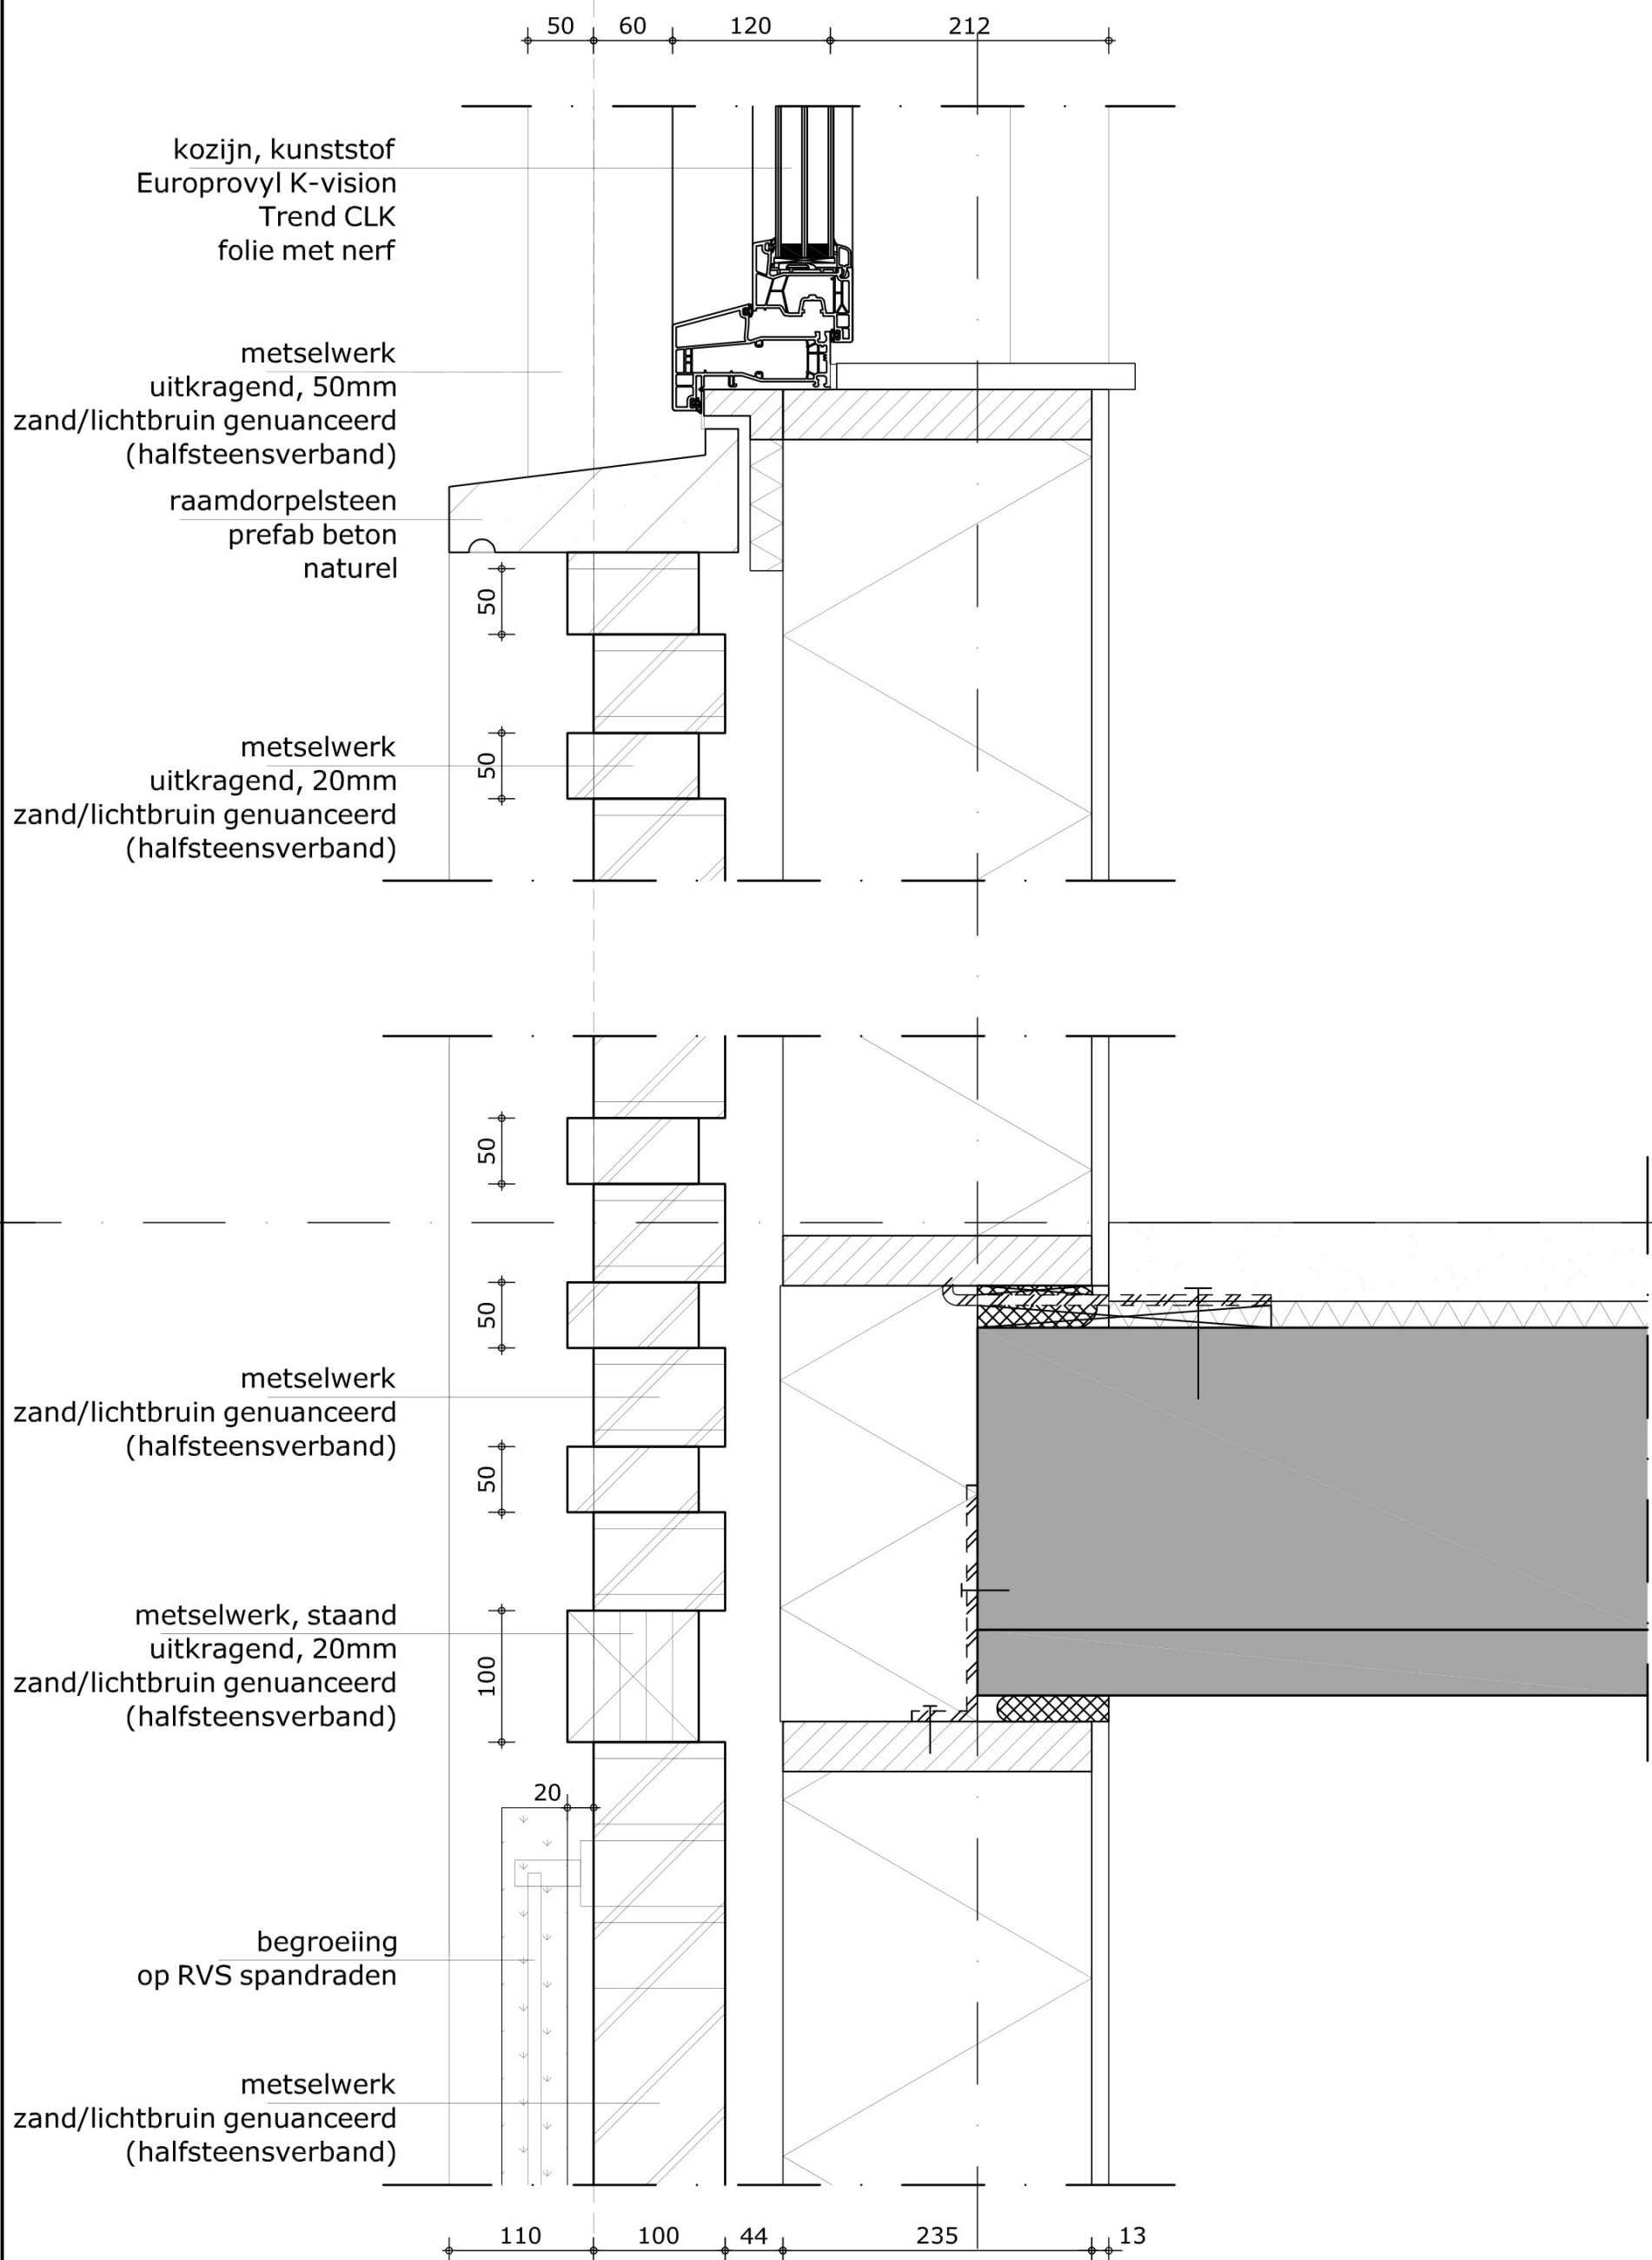 50 60 120 212
kozijn, kunststof
Europrovyl K-vision
Trend CLK
folie met nerf
metselwerk
uitkragend, 50mm
zand/lichtbruin genuanceerd
(halfsteensverband)
raamdorpelsteen
prefab beton
naturel
50
metselwerk
uitkragend, 20mm
zand/lichtbruin genuanceerd
(halfsteensverband)
50
50
50
metselwerk
zand/lichtbruin genuanceerd
(halfsteensverband)
50
metselwerk, staand
uitkragend, 20mm
zand/lichtbruin genuanceerd
(halfsteensverband)
100
20
begroeiing
op RVS spandraden
metselwerk
zand/lichtbruin genuanceerd
(halfsteensverband)
110 100 44 235 13